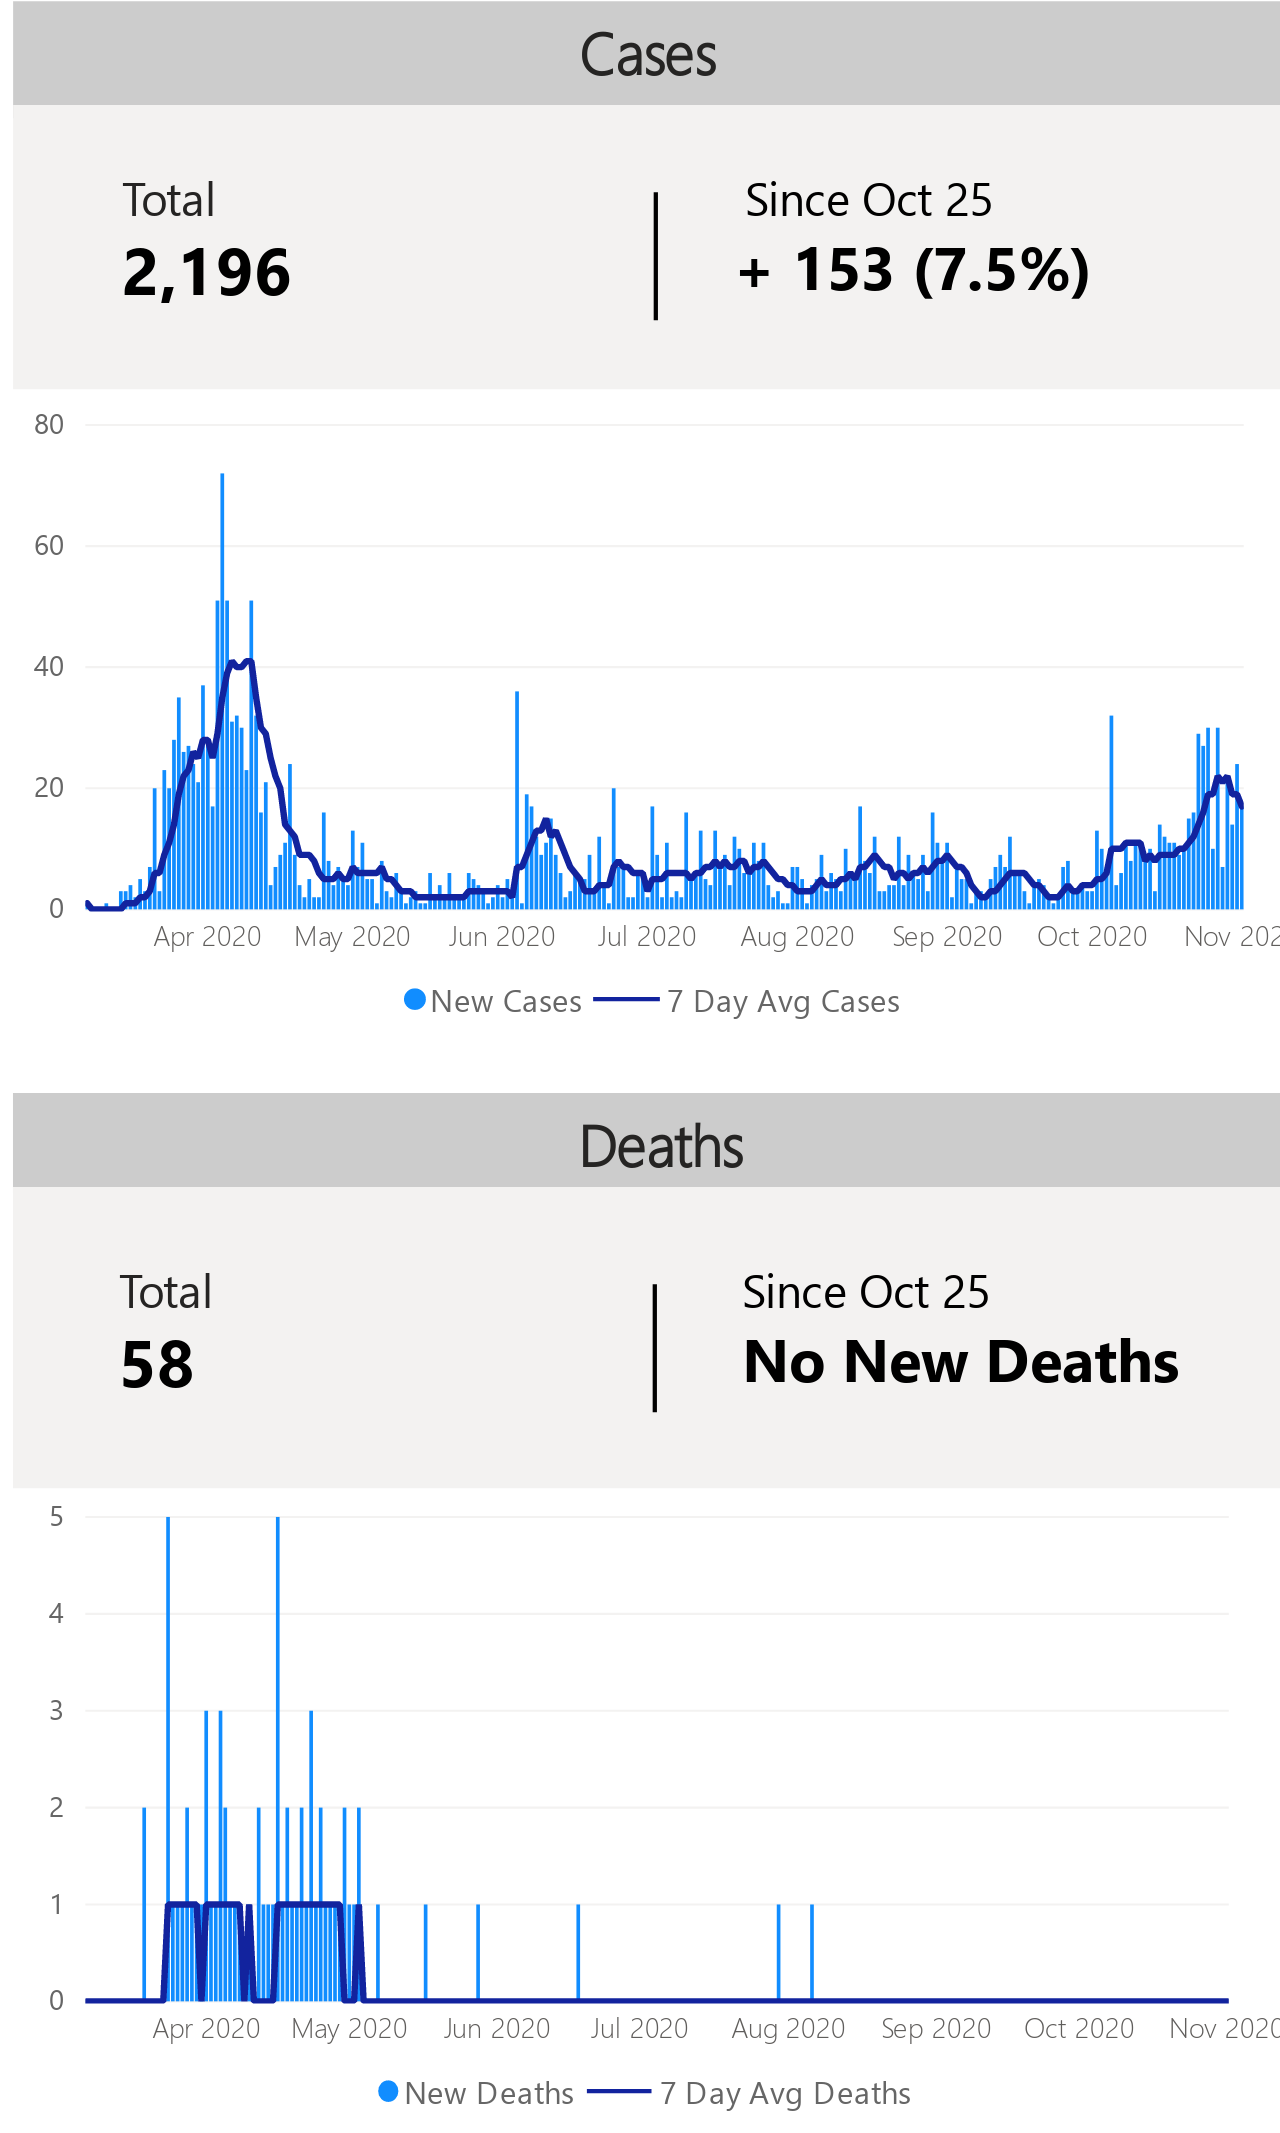 Cases
Total
Since Oct 25
2,196
+ 153 (7.5%)
80
60
40
20
0
Apr 2020 May 2020 Jun 2020 Jul 2020 Aug 2020 Sep 2020 Oct 2020 Nov 202
New Cases 7 Day Avg Cases
Deaths
Total
Since Oct 25
58
No New Deaths
5
4
3
2
1
0
Apr 2020 May 2020 Jun 2020 Jul 2020 Aug 2020 Sep 2020 Oct 2020 Nov 2020
New Deaths 7 Day Avg Deaths